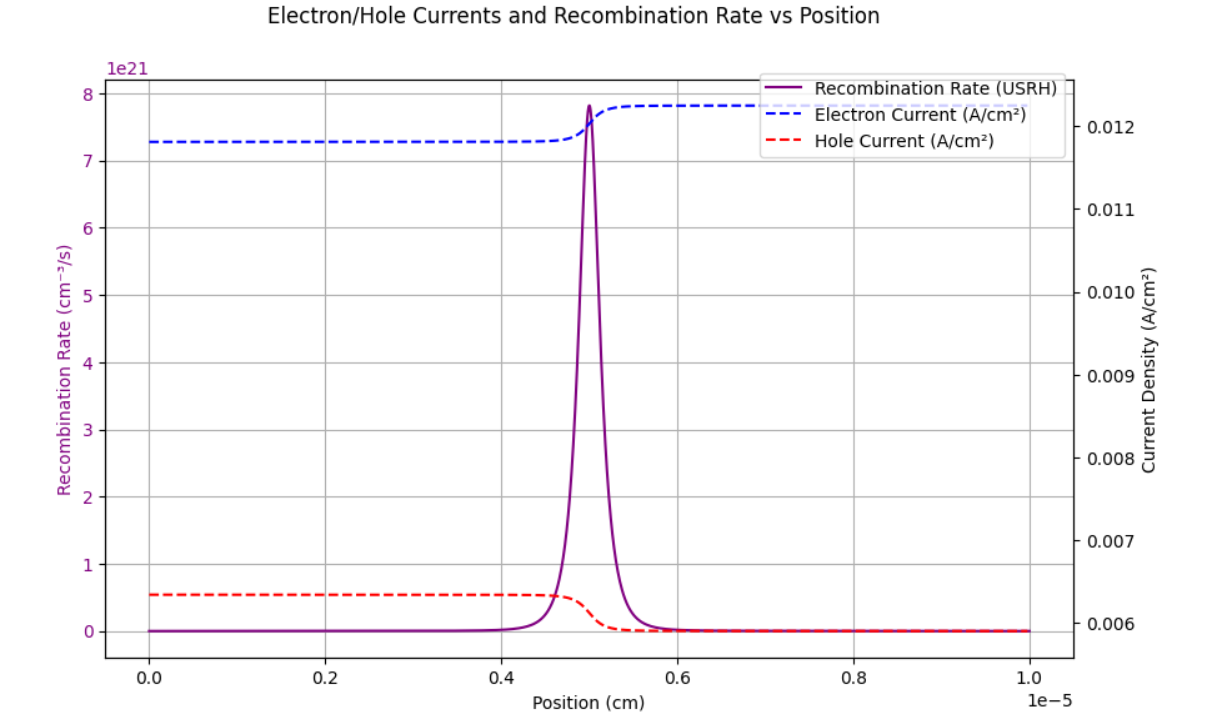 Electron/Hole Currents and Recombination Rate vs Position
1e21
8
7
6
5
4
3
2
1
0
Recombination Rate (cm⁻³/s)
Recombination Rate (USRH)
Electron Current (A/cm²)
Hole Current (A/cm²)
0.012
0.011
0.010
0.009
0.008
0.007
0.006
Current Density (A/cm²)
0.0 0.2 0.4 0.6 0.8 1.0
1e−5
Position (cm)